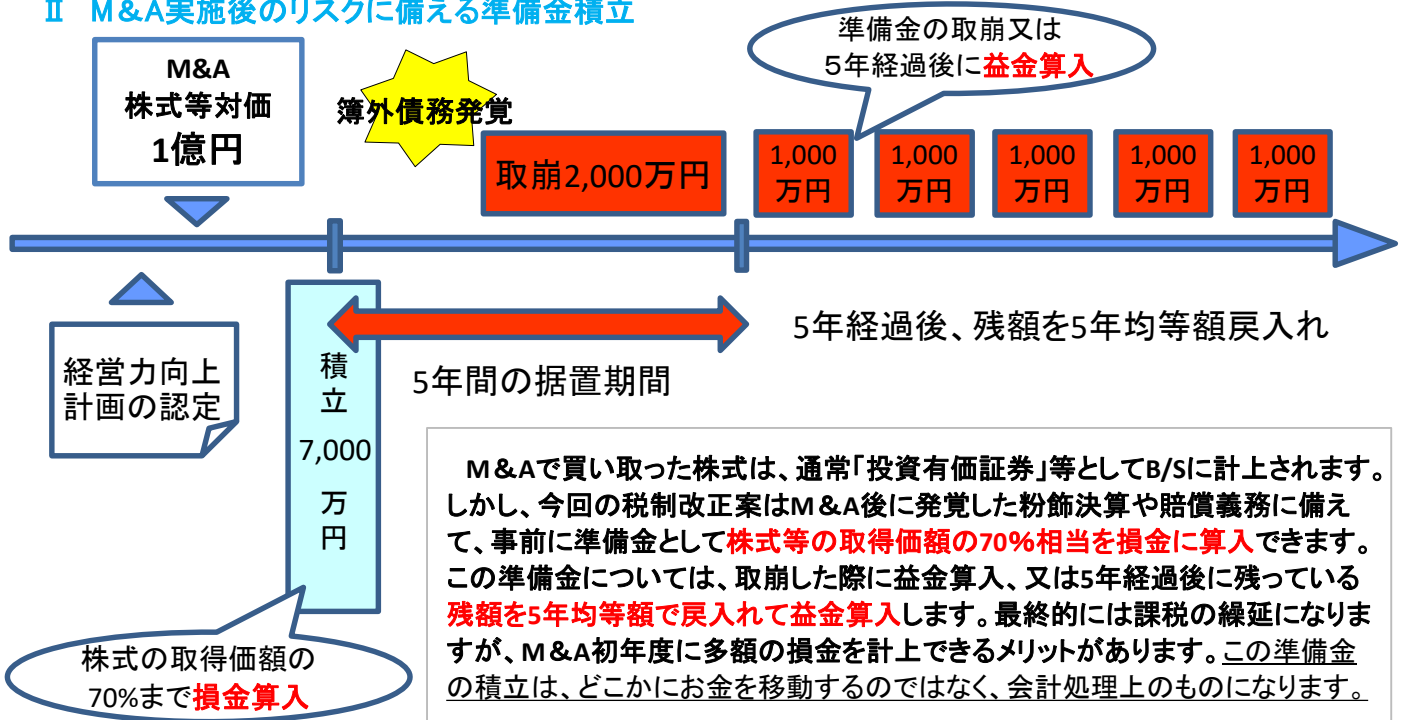 Ⅱ　M＆A実施後のリスクに備える準備金積立
M&A
株式等対価
1億円
簿外債務発覚
準備金の取崩又は
5年経過後に益金算入
取崩2,000万円
1,000
万円
1,000
万円
1,000
万円
1,000
万円
1,000
万円
経営力向上
計画の認定
積
立
7,000
万
円
5年間の据置期間
5年経過後、残額を5年均等額戻入れ
株式の取得価額の
70%まで損金算入
M＆Aで買い取った株式は、通常「投資有価証券」等としてB/Sに計上されます。
しかし、今回の税制改正案はM＆A後に発覚した粉飾決算や賠償義務に備え
て、事前に準備金として株式等の取得価額の70％相当を損金に算入できます。
この準備金については、取崩した際に益金算入、又は5年経過後に残っている
残額を5年均等額で戻入れて益金算入します。最終的には課税の繰延になりま
すが、M＆A初年度に多額の損金を計上できるメリットがあります。この準備金
の積立は、どこかにお金を移動するのではなく、会計処理上のものになります。